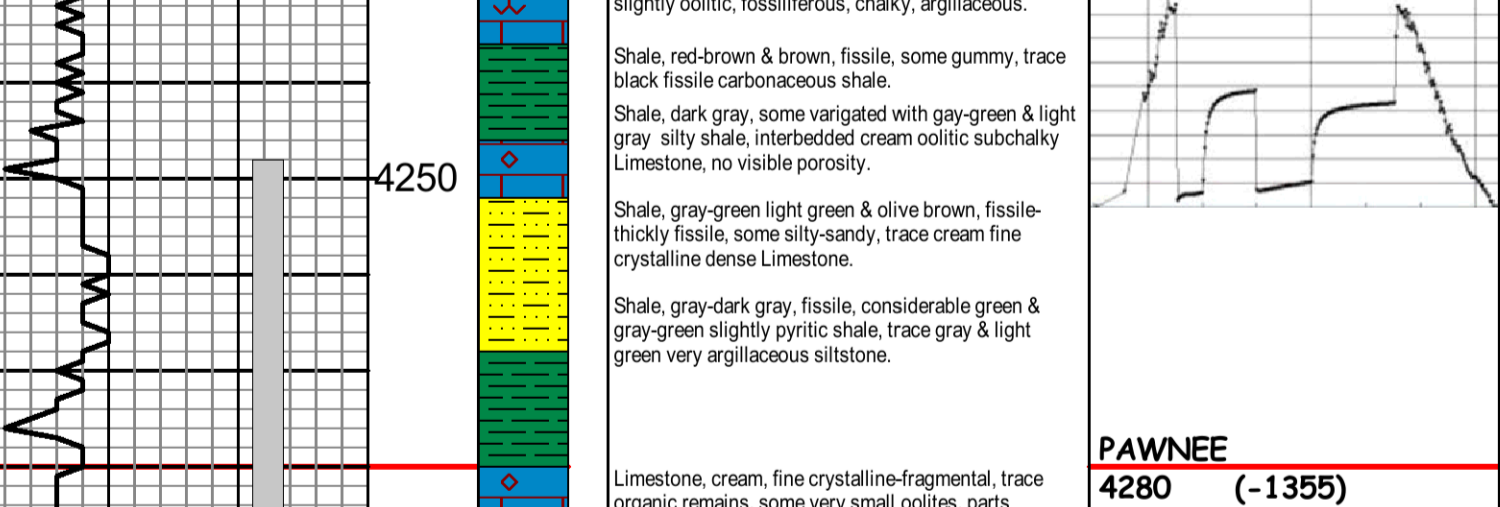 slightly oolitic, fossiliferous, chalky, argillaceous.
Shale, red-brown & brown, fissile, some gummy, trace
black fissile carbonaceous shale.
Shale, dark gray, some varigated with gay-green & light
gray silty shale, interbedded cream oolitic subchalky
Limestone, no visible porosity.
4250
Shale, gray-green light green & olive brown, fissile-
thickly fissile, some silty-sandy, trace cream fine
crystalline dense Limestone.
Shale, gray-dark gray, fissile, considerable green &
gray-green slightly pyritic shale, trace gray & light
green very argillaceous siltstone.
PAWNEE
4280 (-1355)
Limestone, cream, fine crystalline-fragmental, trace
organic remains, some very small oolites, parts